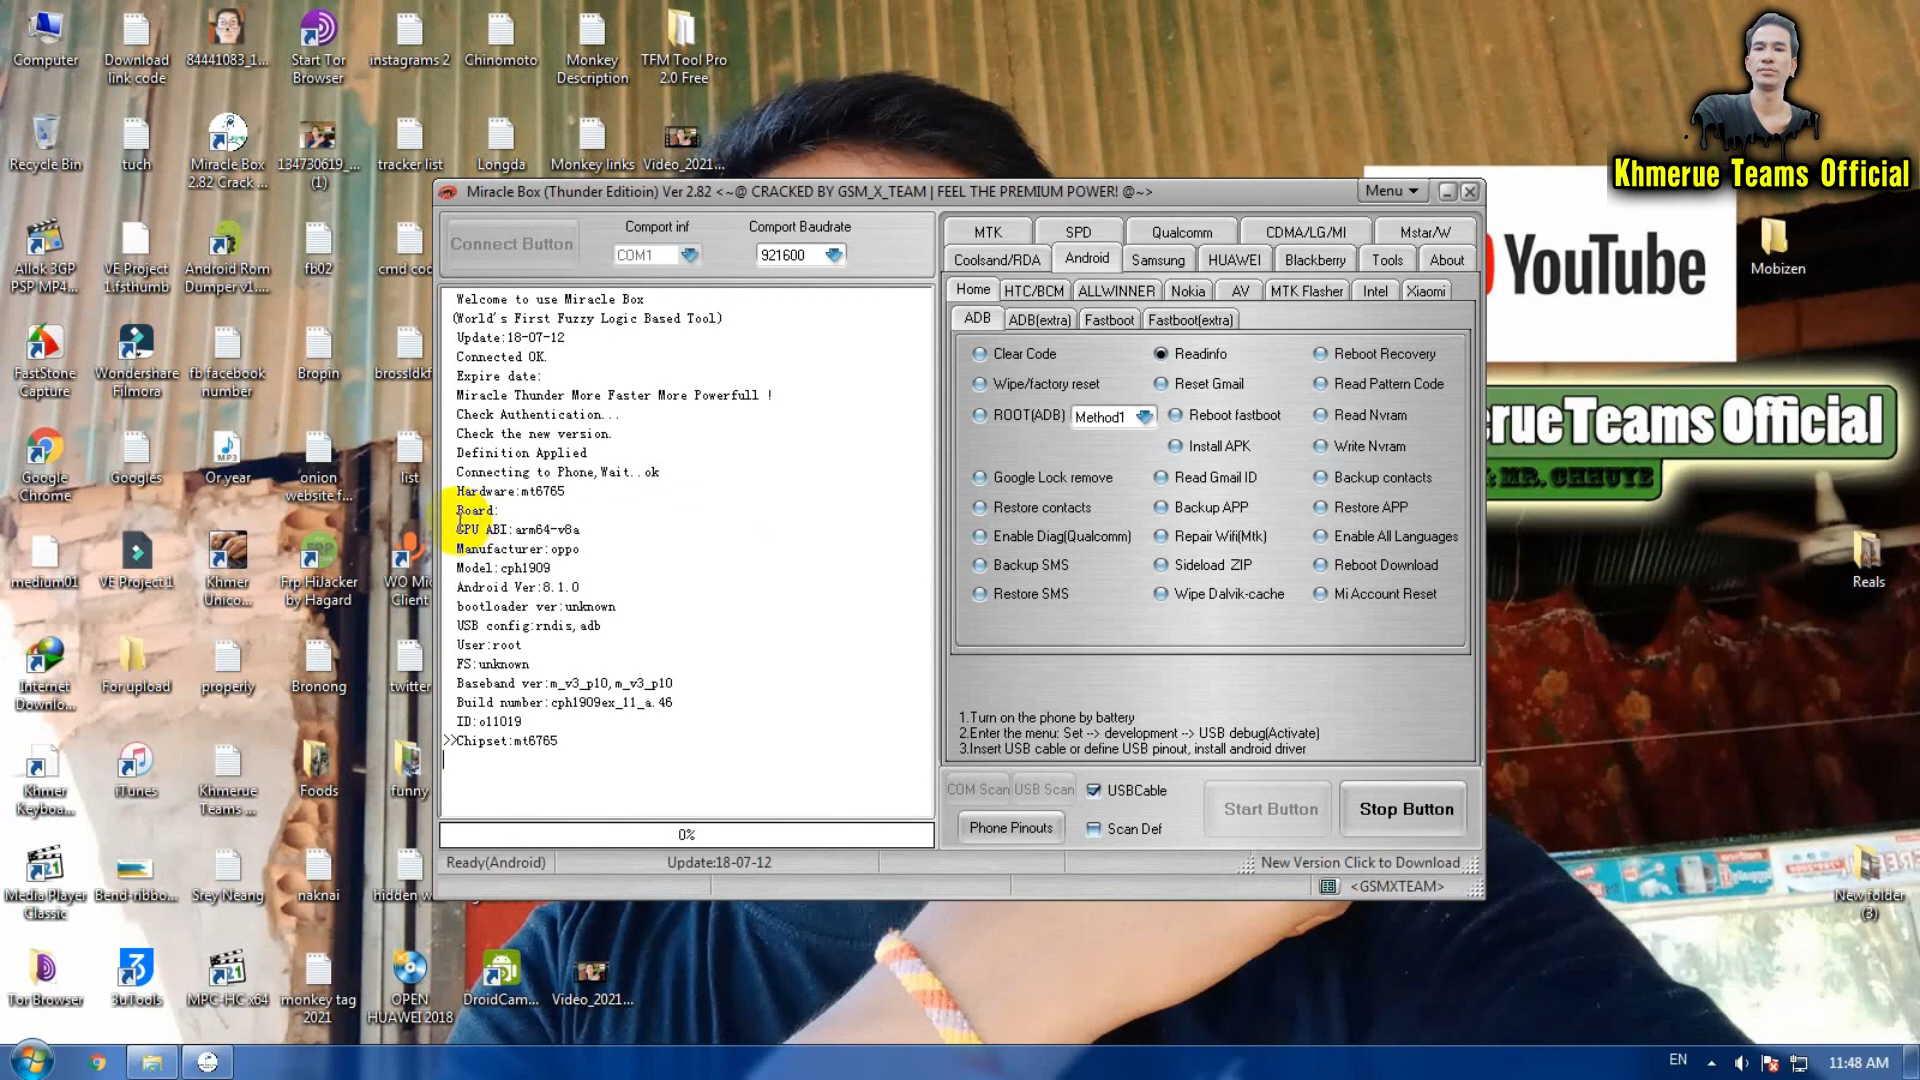 Computer
Download
link code
84441083_1...
Start Tor
Browser
instagrams 2
Chinomoto
Monkey
Description
TFM Tool Pro
2.0 Free
Recycle Bin
tuch
Miracle Box
2.82 Crack ...
134730619_...
(1)
tracker list
Longda
Monkey links
Video_2021...
Khmerue Teams Official
Allok 3GP
PSP MP4...
VE Project
1.fsthumb
Android Rom
Dumper v1....
fb02
cmd cod
Mobizen
YouTube
FastStone
Capture
Wondershare
Filmora
fb facebook
number
Bropin
brossldkf
Google
Chrome
Googles
MP3
Or year
onion
website f...
list
rueTeams Official
& MR. CHHUYE
medium01
VE Project1
Khmer
Unico...
FRP
Frp HiJacker
by Hagard
WO Mic
Client
Reals
Internet
Downlo...
For upload
properly
Bronong
twitter
Khmer
Keyboa...
iTunes
Khmerue
Teams ...
Foods
funny
Media Player
Classic
Bend-ribbo...
Srey Neang
naknai
hidden w
New folder
(3)
Tor Browser
3uTools
MPC-HC x64
monkey tag
2021
OPEN
HUAWEI 2018
DroidCam...
Video_2021...
Miracle Box (Thunder Editioin) Ver 2.82 <~@ CRACKED BY GSM_X_TEAM | FEEL THE PREMIUM POWER! @~>
Menu
Connect Button
Comport inf
COM1
Comport Baudrate
921600
Welcome to use Miracle Box
(World's First Fuzzy Logic Based Tool)
Update:18-07-12
Connected OK.
Expire date:
Miracle Thunder More Faster More Powerfull !
Check Authentication...
Check the new version.
Definition Applied
Connecting to Phone,Wait..ok
Hardware:mt6765
Board:
CPU ABI:arm64-v8a
Manufacturer:oppo
Model:cph1909
Android Ver:8.1.0
bootloader ver:unknown
USB config:rndis,adb
User:root
FS:unknown
Baseband ver:m_v3_p10,m_v3_p10
Build number:cph1909ex_11_a.46
ID:o11019
>>Chipset:mt6765
0%
MTK
SPD
Qualcomm
CDMA/LG/MI
Mstar/W
Coolsand/RDA
Android
Samsung
HUAWEI
Blackberry
Tools
About
Home
HTC/BCM
ALLWINNER
Nokia
AV
MTK Flasher
Intel
Xiaomi
ADB
ADB(extra)
Fastboot
Fastboot(extra)
Clear Code
Readinfo
Reboot Recovery
Wipe/factory reset
Reset Gmail
Read Pattern Code
ROOT(ADB)
Method1
Reboot fastboot
Read Nvram
Install APK
Write Nvram
Google Lock remove
Read Gmail ID
Backup contacts
Restore contacts
Backup APP
Restore APP
Enable Diag(Qualcomm)
Repair Wifi(Mtk)
Enable All Languages
Backup SMS
Sideload ZIP
Reboot Download
Restore SMS
Wipe Dalvik-cache
Mi Account Reset
1.Turn on the phone by battery
2.Enter the menu: Set --> development --> USB debug(Activate)
3.Insert USB cable or define USB pinout, install android driver
COM Scan
USB Scan
USBCable
Phone Pinouts
Scan Def
Start Button
Stop Button
Ready(Android)
Update:18-07-12
New Version Click to Download
<GSMXTEAM>
EN
11:48 AM